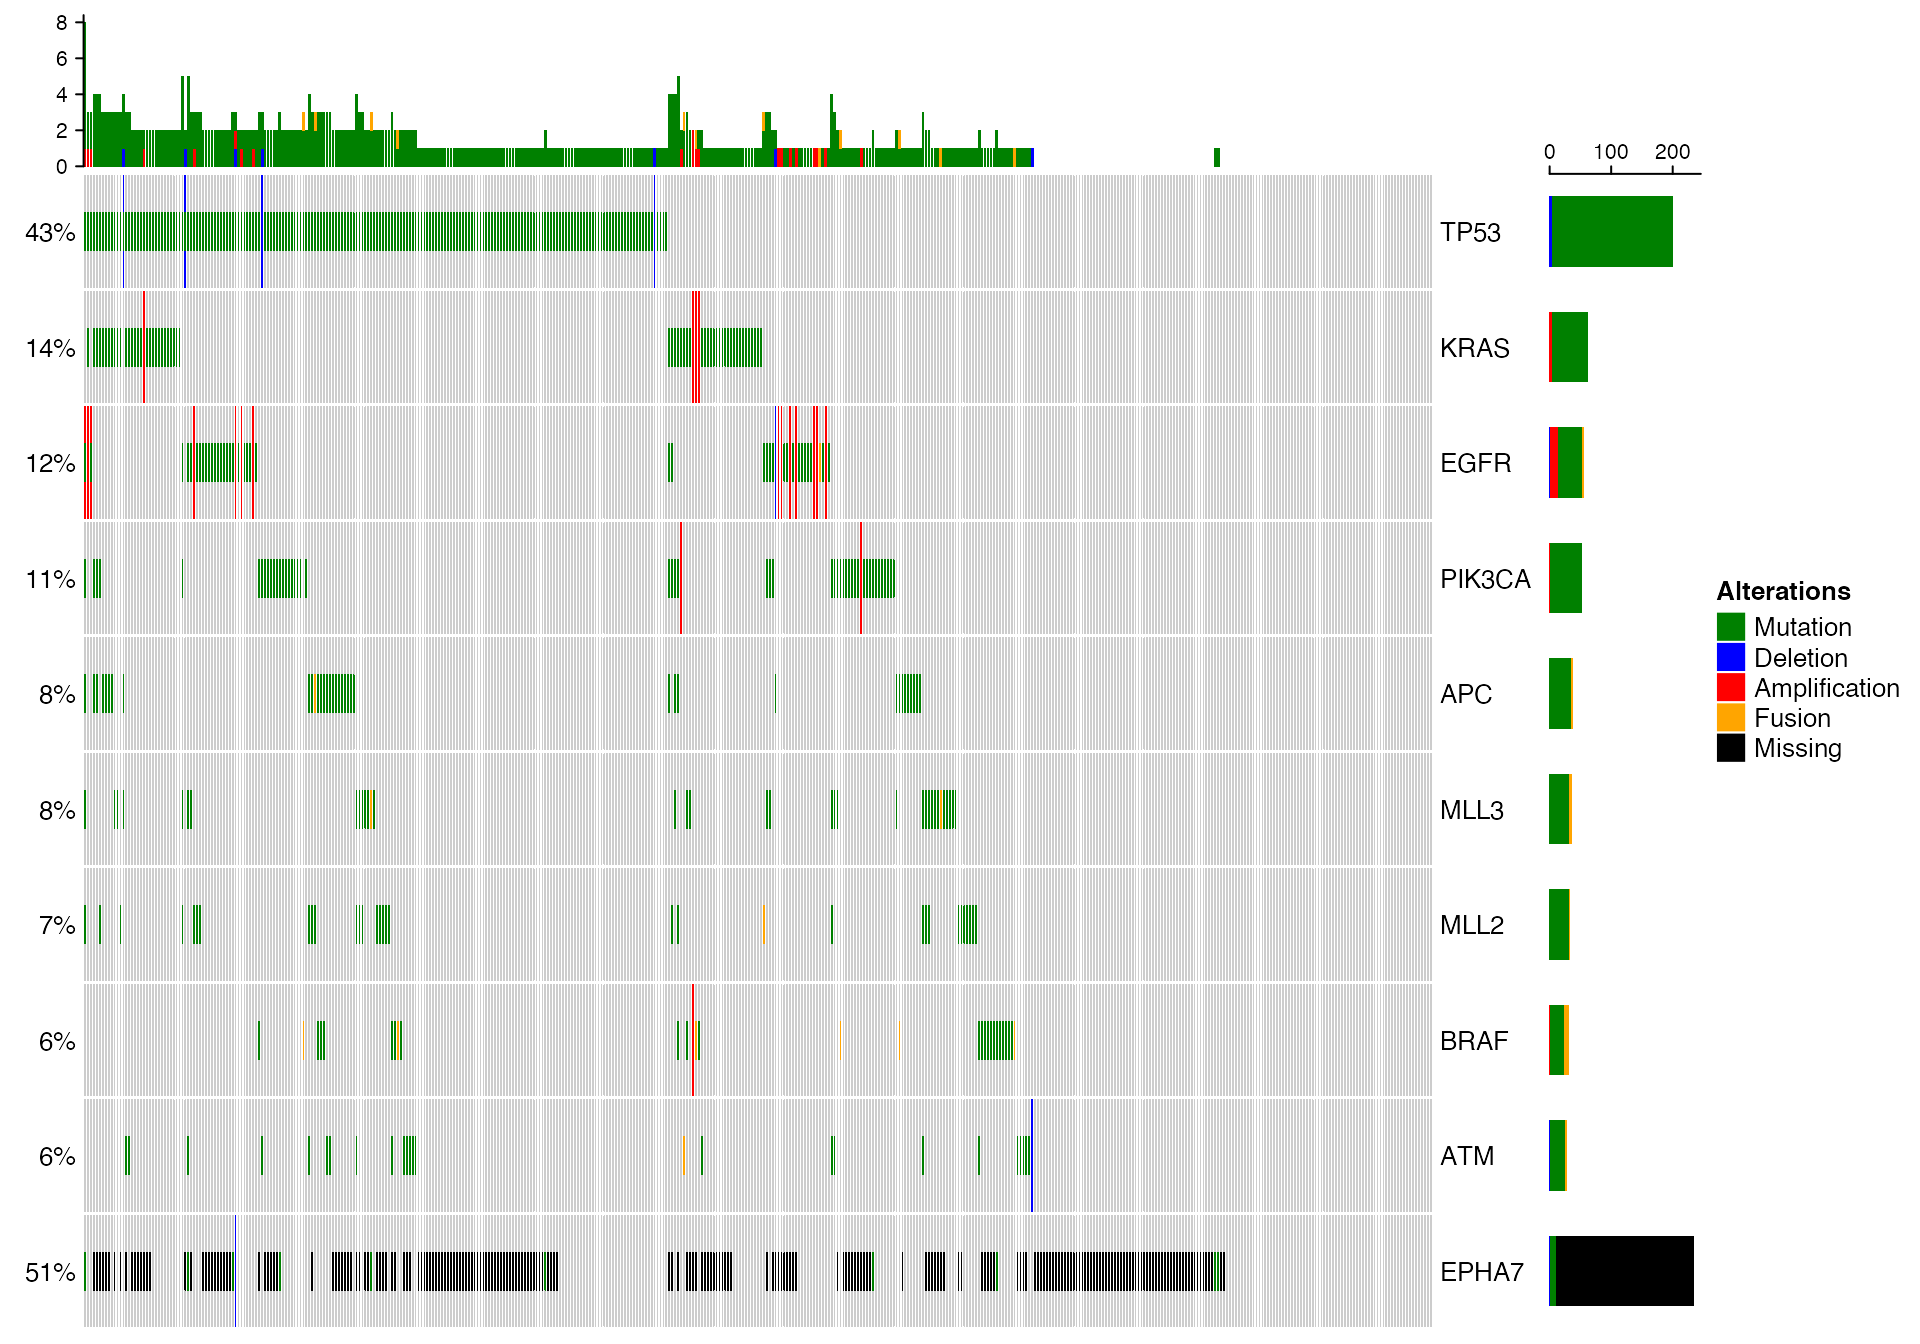 8
6
4
2
0
0 100 200
43% TP53
14% KRAS
12% EGFR
11% PIK3CA
8% APC
8% MLL3
7% MLL2
6% BRAF
6% ATM
51% EPHA7
Alterations
Mutation
Deletion
Amplification
Fusion
Missing